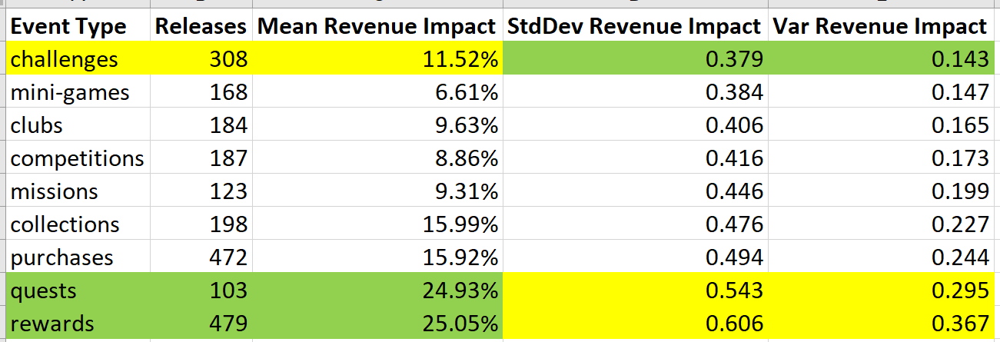 Event Type Releases Mean Revenue Impact StdDev Revenue Impact Var Revenue Impact
challenges 308 11.52% 0.379 0.143
mini-games 168 6.61% 0.384 0.147
clubs 184 9.63% 0.406 0.165
competitions 187 8.86% 0.416 0.173
missions 123 9.31% 0.446 0.199
collections 198 15.99% 0.476 0.227
purchases 472 15.92% 0.494 0.244
quests 103 24.93% 0.543 0.295
rewards 479 25.05% 0.606 0.367